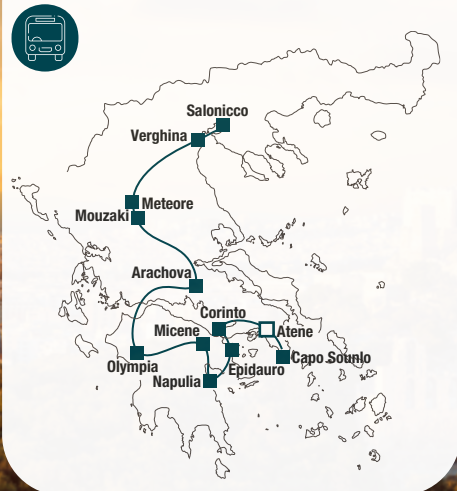 Salonicco
Verghina
Meteore
Mouzaki
Arachova
Corinto
Micene
Atene
Capo Sounio
Olympia
Epidauro
Napulia